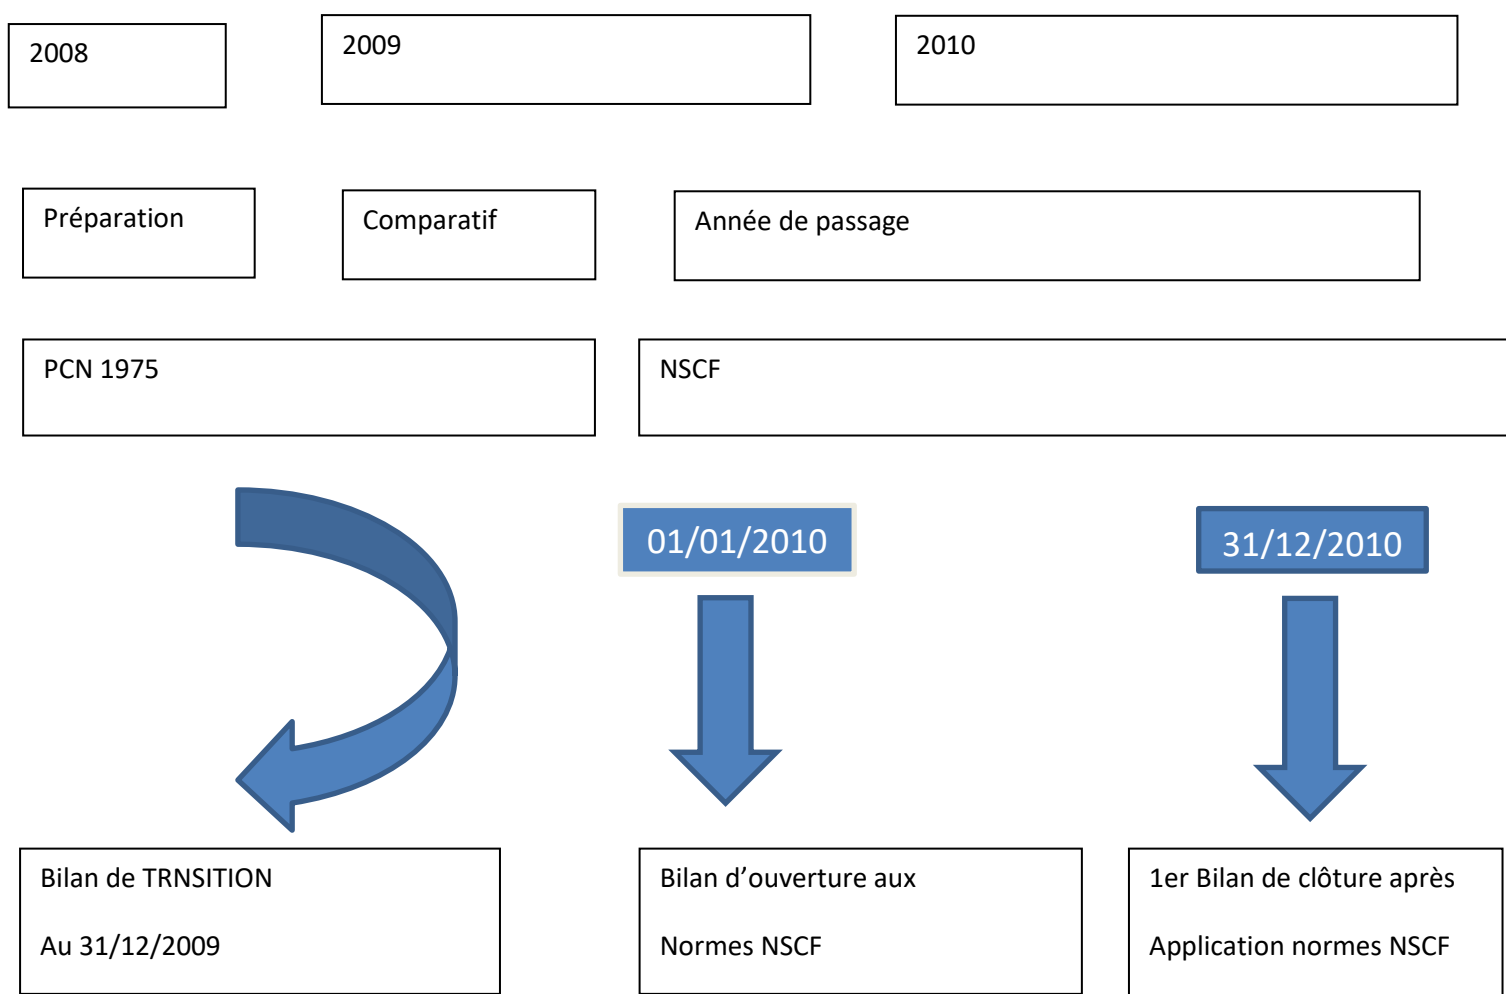 2008
2009
2010
Préparation
Comparatif
Année de passage
PCN 1975
NSCF
01/01/2010
31/12/2010
Bilan de TRNSITION
Au 31/12/2009
Bilan d’ouverture aux
Normes NSCF
1er Bilan de clôture après
Application normes NSCF